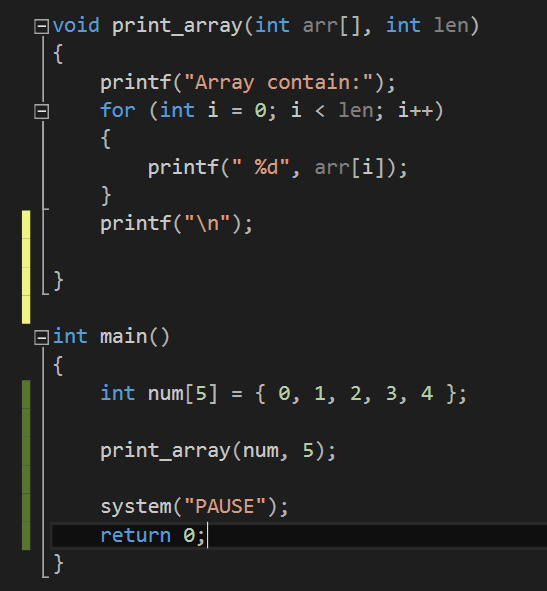 void print_array(int arr[], int len)
{
    printf("Array contain:");
    for (int i = 0; i < len; i++)
    {
        printf(" %d", arr[i]);
    }
    printf("\n");

}

int main()
{
    int num[5] = { 0, 1, 2, 3, 4 };

    print_array(num, 5);

    system("PAUSE");
    return 0;
}